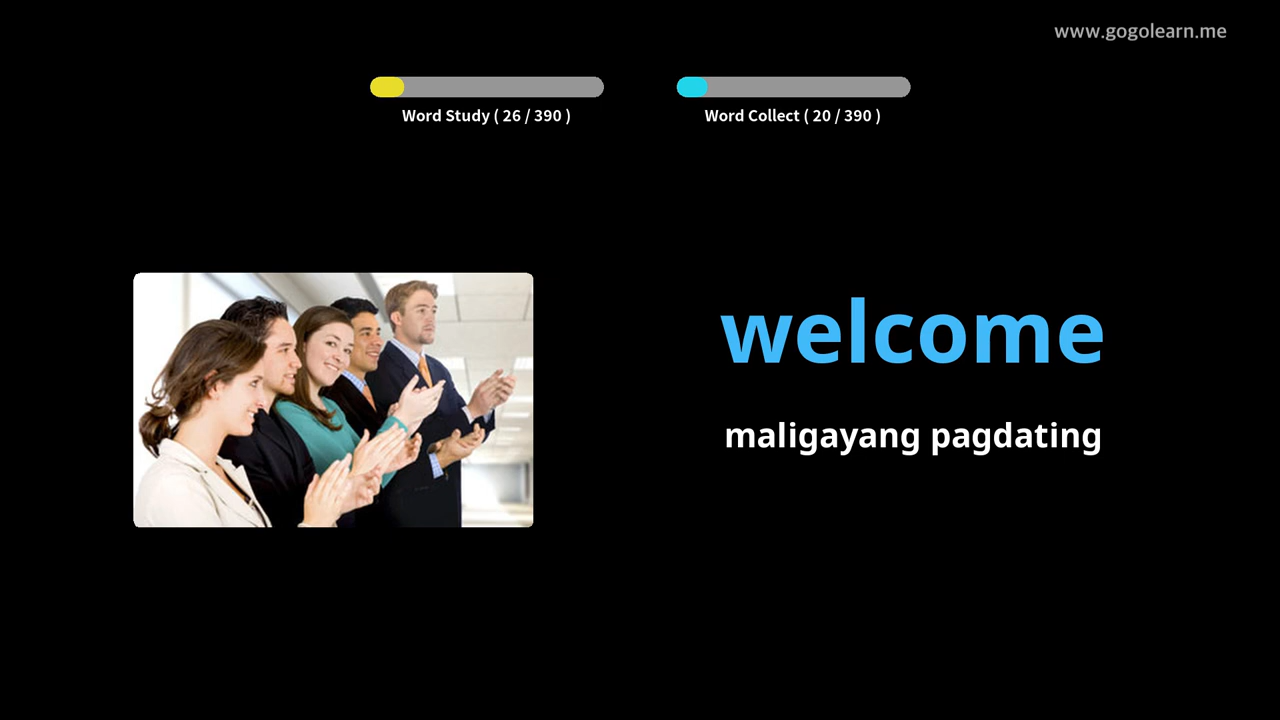 www.gogolearn.me
Word Study ( 26 / 390 )
Word Collect ( 20 / 390 )
welcome
maligayang pagdating